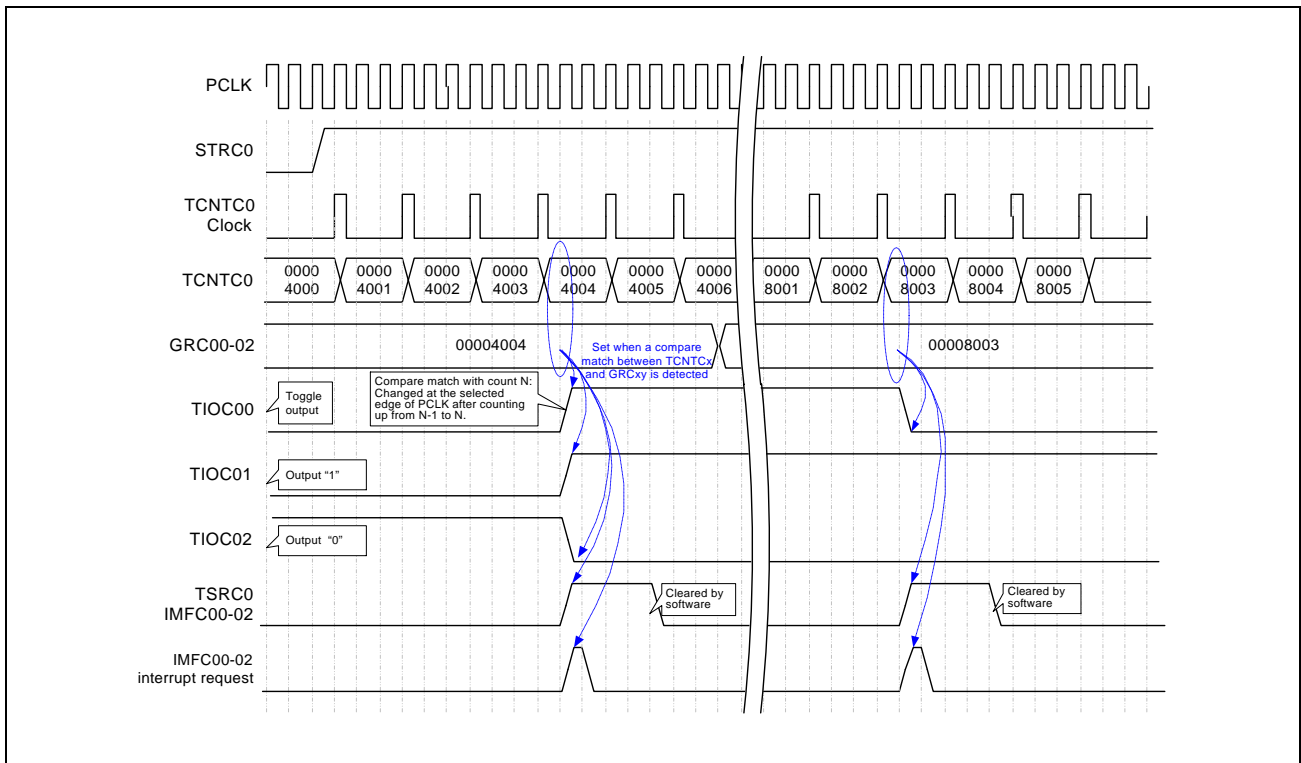 PCLK
STRC0
TCNTC0
Clock
TCNTC0
0000
4000
0000
4001
0000
4002
0000
4003
0000
4004
0000
4005
0000
4006
0000
8001
0000
8002
0000
8003
0000
8004
0000
8005
GRC00-02
00004004
Set when a compare
match between TCNTCx
and GRCxy is detected
00008003
TIOC00
Toggle
output
Compare match with count N:
Changed at the selected
edge of PCLK after counting
up from N-1 to N.
TIOC01
Output “1”
TIOC02
Output “0”
TSRC0
IMFC00-02
Cleared by
software
Cleared by
software
IMFC00-02
interrupt request